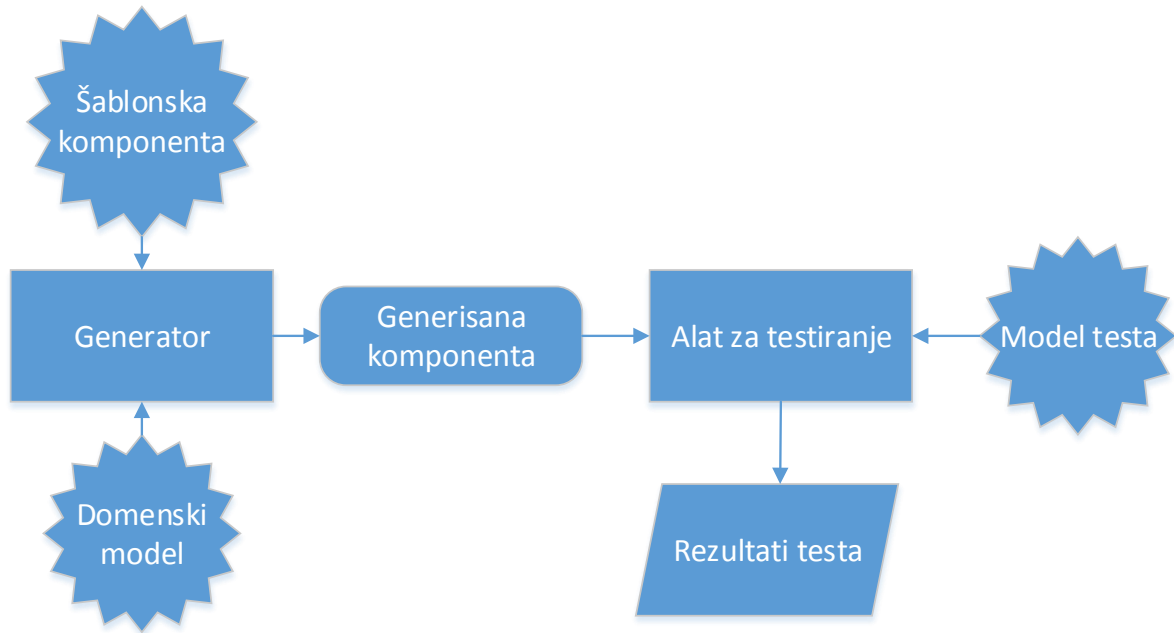 Šablonska
komponenta
Generator
Generisana
komponenta
Alat za testiranje
Model testa
Domenski
model
Rezultati testa